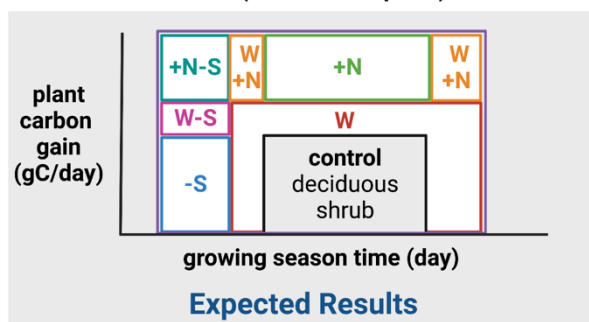 plant
carbon
gain
(gC/day)
+N-S
W
+N
+N
W
+N
W-S
W
-S
control
deciduous
shrub
growing season time (day)
Expected Results